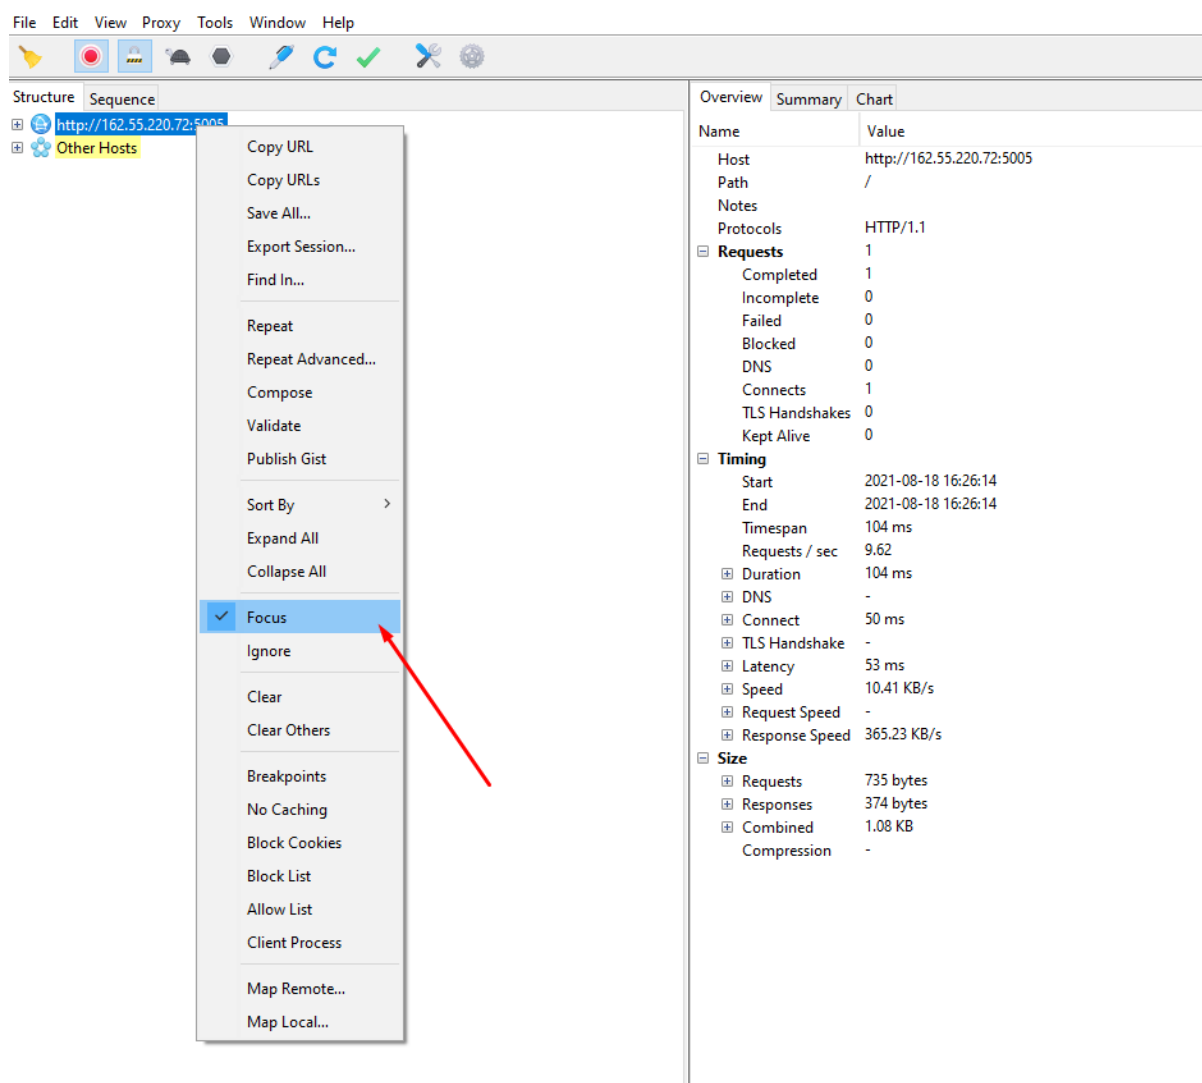 File Edit View Proxy Tools Window Help
Structure Sequence
http://162.55.220.72:5005
Other Hosts
Copy URL
Copy URLs
Save All...
Export Session...
Find In...
Repeat
Repeat Advanced...
Compose
Validate
Publish Gist
Sort By
Expand All
Collapse All
Focus
Ignore
Clear
Clear Others
Breakpoints
No Caching
Block Cookies
Block List
Allow List
Client Process
Map Remote...
Map Local...
Overview Summary Chart
Name Value
Host http://162.55.220.72:5005
Path /
Notes
Protocols HTTP/1.1
Requests 1
Completed 1
Incomplete 0
Failed 0
Blocked 0
DNS 0
Connects 1
TLS Handshakes 0
Kept Alive 0
Timing
Start 2021-08-18 16:26:14
End 2021-08-18 16:26:14
Timespan 104 ms
Requests / sec 9.62
Duration 104 ms
DNS -
Connect 50 ms
TLS Handshake -
Latency 53 ms
Speed 10.41 KB/s
Request Speed -
Response Speed 365.23 KB/s
Size
Requests 735 bytes
Responses 374 bytes
Combined 1.08 KB
Compression -